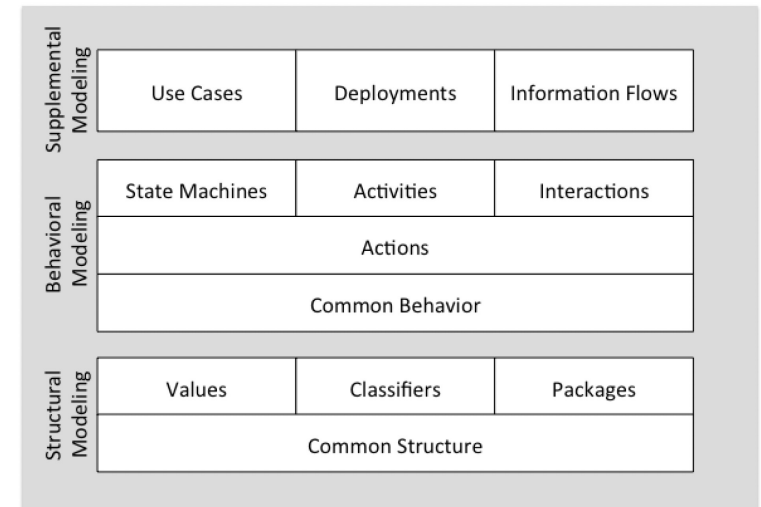 Supplemental
Modeling
Use Cases
Deployments
Information Flows
Behavioral
Modeling
State Machines
Activities
Interactions
Actions
Common Behavior
Structural
Modeling
Values
Classifiers
Packages
Common Structure